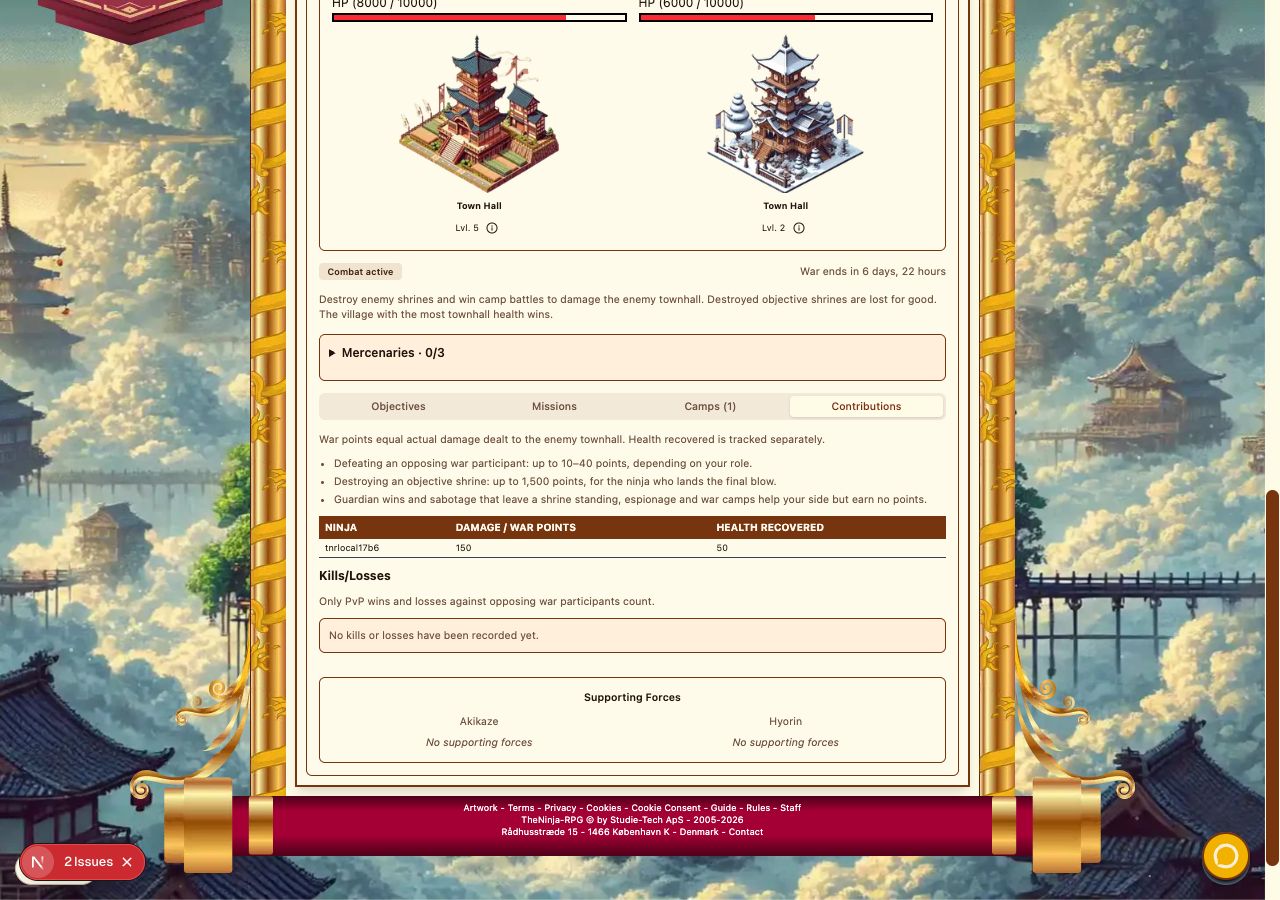 HP (8000 / 10000)
HP (6000 / 10000)
Town Hall
Lvl. 5
Town Hall
Lvl. 2
Combat active
War ends in 6 days, 22 hours
Destroy enemy shrines and win camp battles to damage the enemy townhall. Destroyed objective shrines are lost for good.
The village with the most townhall health wins.
Mercenaries · 0/3
Objectives
Missions
Camps (1)
Contributions
War points equal actual damage dealt to the enemy townhall. Health recovered is tracked separately.
• Defeating an opposing war participant: up to 10–40 points, depending on your role.
• Destroying an objective shrine: up to 1,500 points, for the ninja who lands the final blow.
• Guardian wins and sabotage that leave a shrine standing, espionage and war camps help your side but earn no points.
NINJA DAMAGE / WAR POINTS HEALTH RECOVERED
tnrlocal17b6 150 50
Kills/Losses
Only PvP wins and losses against opposing war participants count.
No kills or losses have been recorded yet.
Supporting Forces
Akikaze
Hyorin
No supporting forces
No supporting forces
Artwork - Terms - Privacy - Cookies - Cookie Consent - Guide - Rules - Staff
TheNinja-RPG © by Studie-Tech ApS - 2005-2026
Rådhusstræde 15 - 1466 København K - Denmark - Contact
N 2 Issues